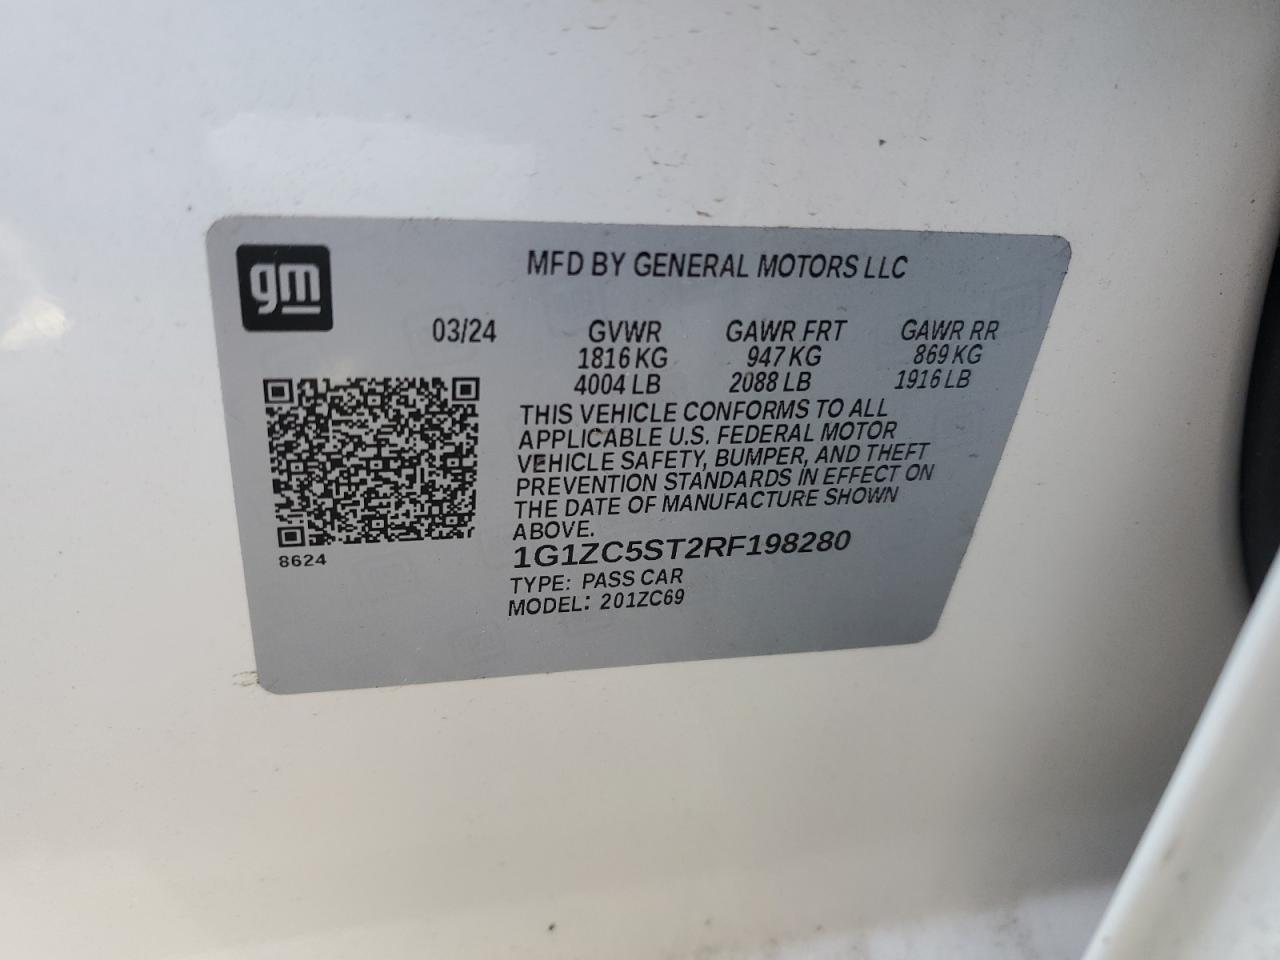 gm
MFD BY GENERAL MOTORS LLC
03/24 GVWR GAWR FRT GAWR RR
1816 KG 947 KG 869 KG
4004 LB 2088 LB 1916 LB
THIS VEHICLE CONFORMS TO ALL
APPLICABLE U.S. FEDERAL MOTOR
VEHICLE SAFETY, BUMPER, AND THEFT
PREVENTION STANDARDS IN EFFECT ON
THE DATE OF MANUFACTURE SHOWN
ABOVE.
8624
1G1ZC5ST2RF198280
TYPE: PASS CAR
MODEL: 201ZC69